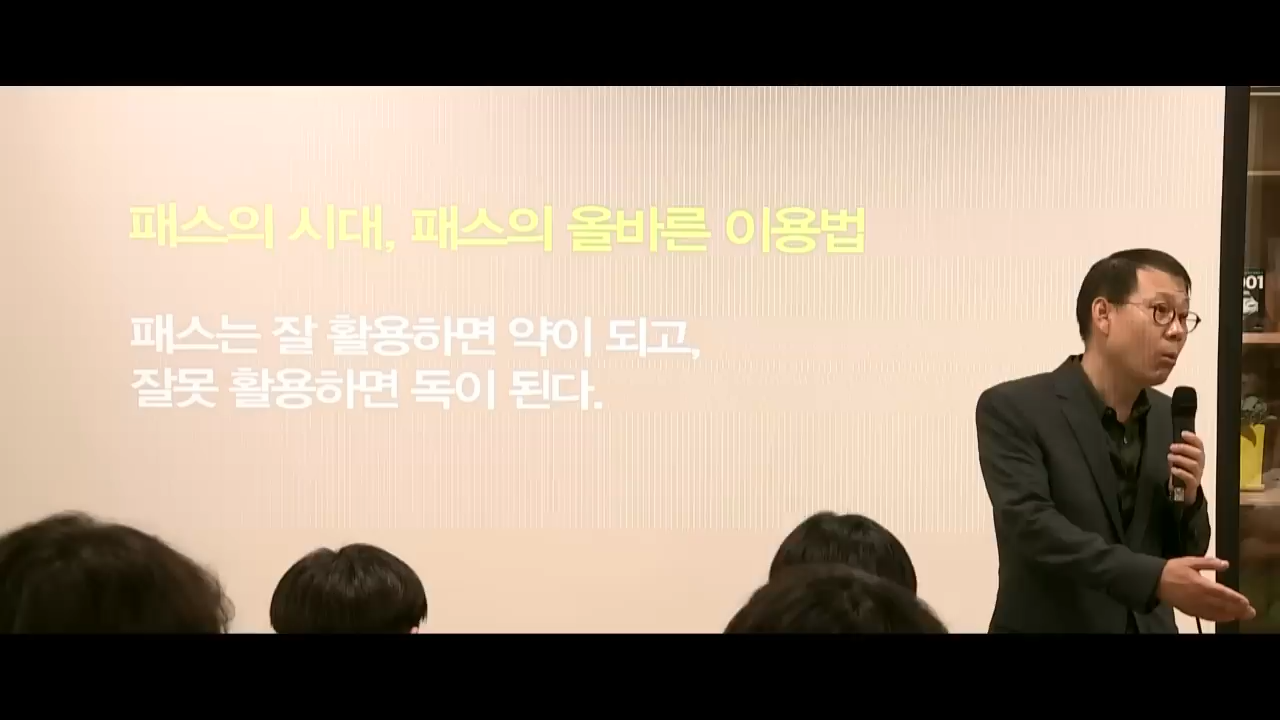 패스의 시대, 패스의 올바른 이용법
패스는 잘 활용하면 약이 되고,
잘못 활용하면 독이 된다.
001